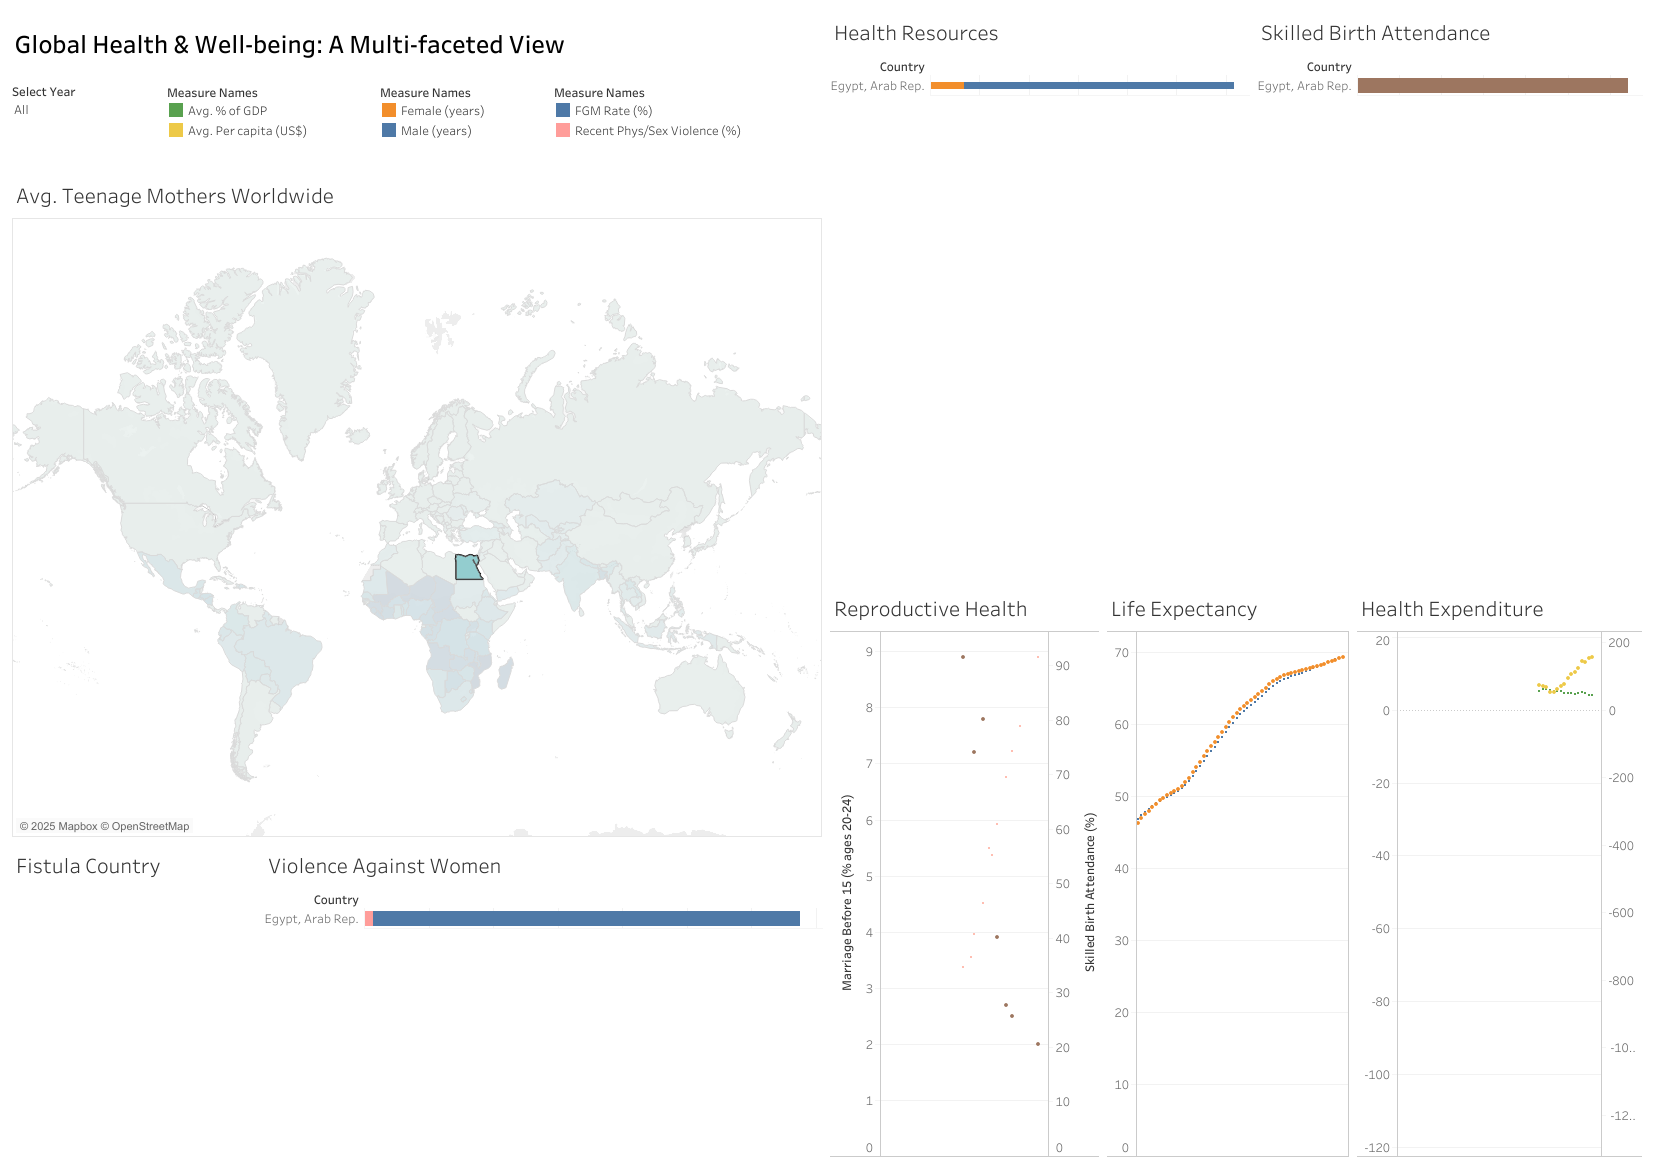 Global Health & Well-being: A Multi-faceted View
Select Year
All
Measure Names
Avg. % of GDP
Avg. Per capita (US$)
Measure Names
Female (years)
Male (years)
Measure Names
FGM Rate (%)
Recent Phys/Sex Violence (%)
Health Resources
Country
Egypt, Arab Rep.
Skilled Birth Attendance
Country
Egypt, Arab Rep.
Avg. Teenage Mothers Worldwide
© 2025 Mapbox © OpenStreetMap
Fistula Country
Violence Against Women
Country
Egypt, Arab Rep.
Reproductive Health
Marriage Before 15 (% ages 20-24)
9
8
7
6
5
4
3
2
1
0
90
80
70
60
50
40
30
20
10
0
Skilled Birth Attendance (%)
Life Expectancy
70
60
50
40
30
20
10
0
Health Expenditure
20
0
-20
-40
-60
-80
-100
-120
200
0
-200
-400
-600
-800
-10..
-12..